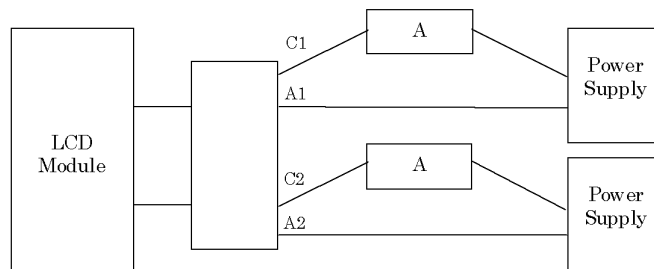 C1
A
Power
Supply
A1
LCD
Module
C2
A
Power
Supply
A2